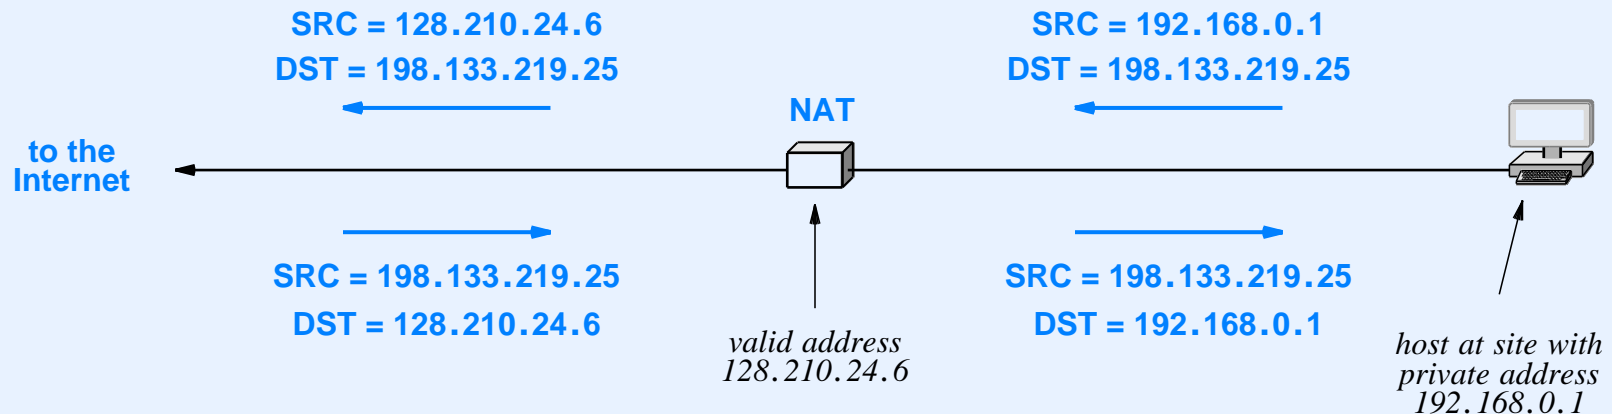 SRC = 128.210.24.6
DST = 198.133.219.25
SRC = 192.168.0.1
DST = 198.133.219.25
NAT
to the
Internet
SRC = 198.133.219.25
DST = 128.210.24.6
SRC = 198.133.219.25
DST = 192.168.0.1
valid address
128.210.24.6
host at site with
private address
192.168.0.1